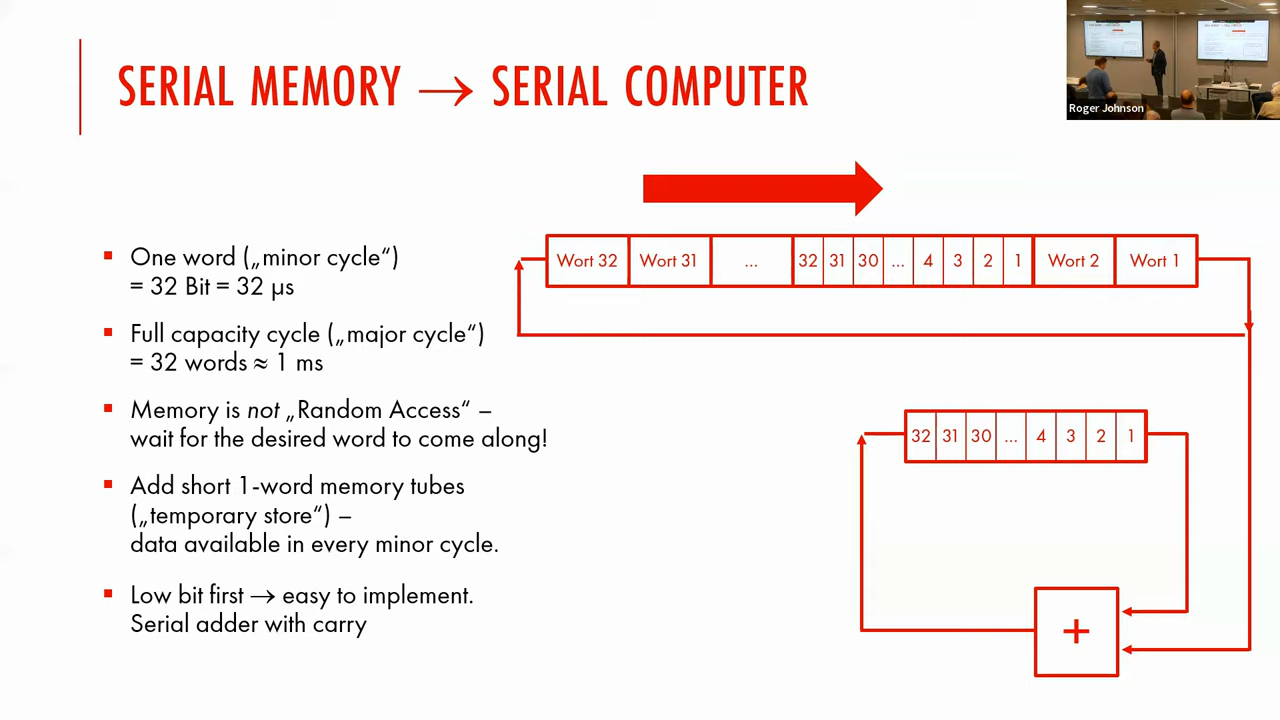 SERIAL MEMORY → SERIAL COMPUTER
Roger Johnson
▪ One word („minor cycle“)
= 32 Bit = 32 µs
▪ Full capacity cycle („major cycle“)
= 32 words ≈ 1 ms
▪ Memory is not „Random Access“ –
wait for the desired word to come along!
▪ Add short 1-word memory tubes
(„temporary store“) –
data available in every minor cycle.
▪ Low bit first → easy to implement.
Serial adder with carry
Wort 32 Wort 31 ... 32 31 30 ... 4 3 2 1 Wort 2 Wort 1
32 31 30 ... 4 3 2 1
+